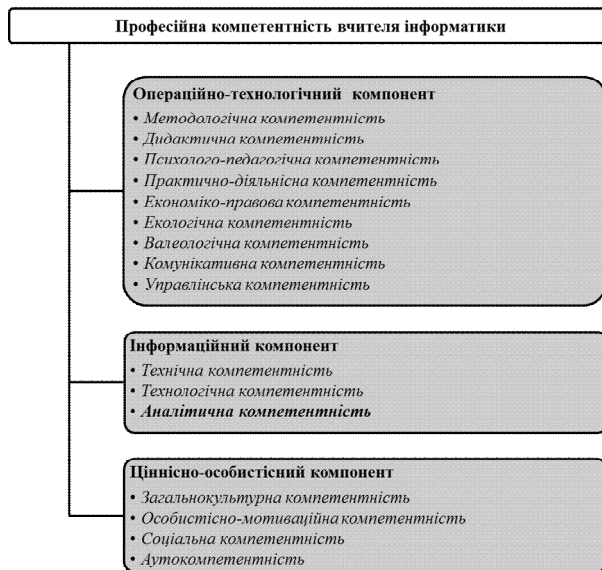 Професійна компетентність вчителя інформатики
Операційно-технологічний компонент
• Методологічна компетентність
• Дидактична компетентність
• Психолого-педагогічна компетентність
• Практично-діяльнісна компетентність
• Економіко-правова компетентність
• Екологічна компетентність
• Валеологічна компетентність
• Комунікативна компетентність
• Управлінська компетентність
Інформаційний компонент
• Технічна компетентність
• Технологічна компетентність
• Аналітична компетентність
Ціннісно-особистісний компонент
• Загальнокультурна компетентність
• Особистісно-мотиваційна компетентність
• Соціальна компетентність
• Аутокомпетентність